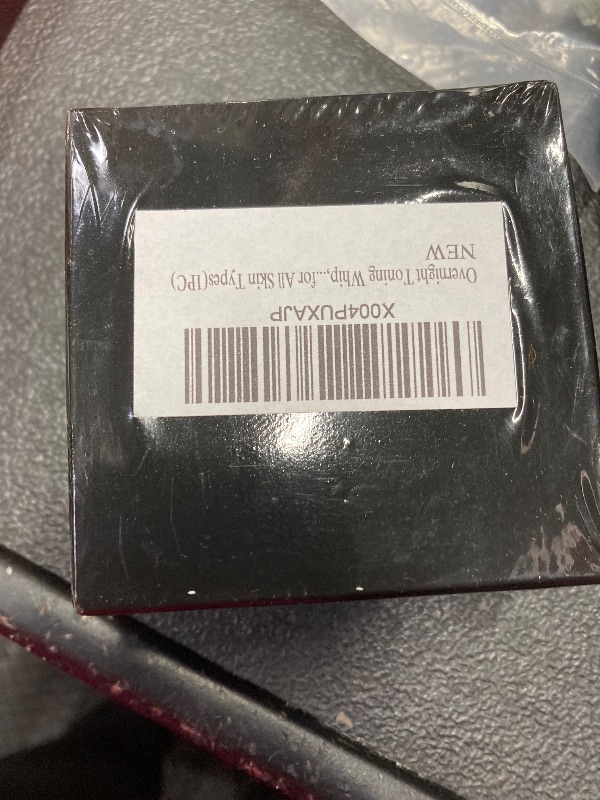 X004PUXAJP
Overnight Toning Whip,...for All Skin Types(1PC)
NEW